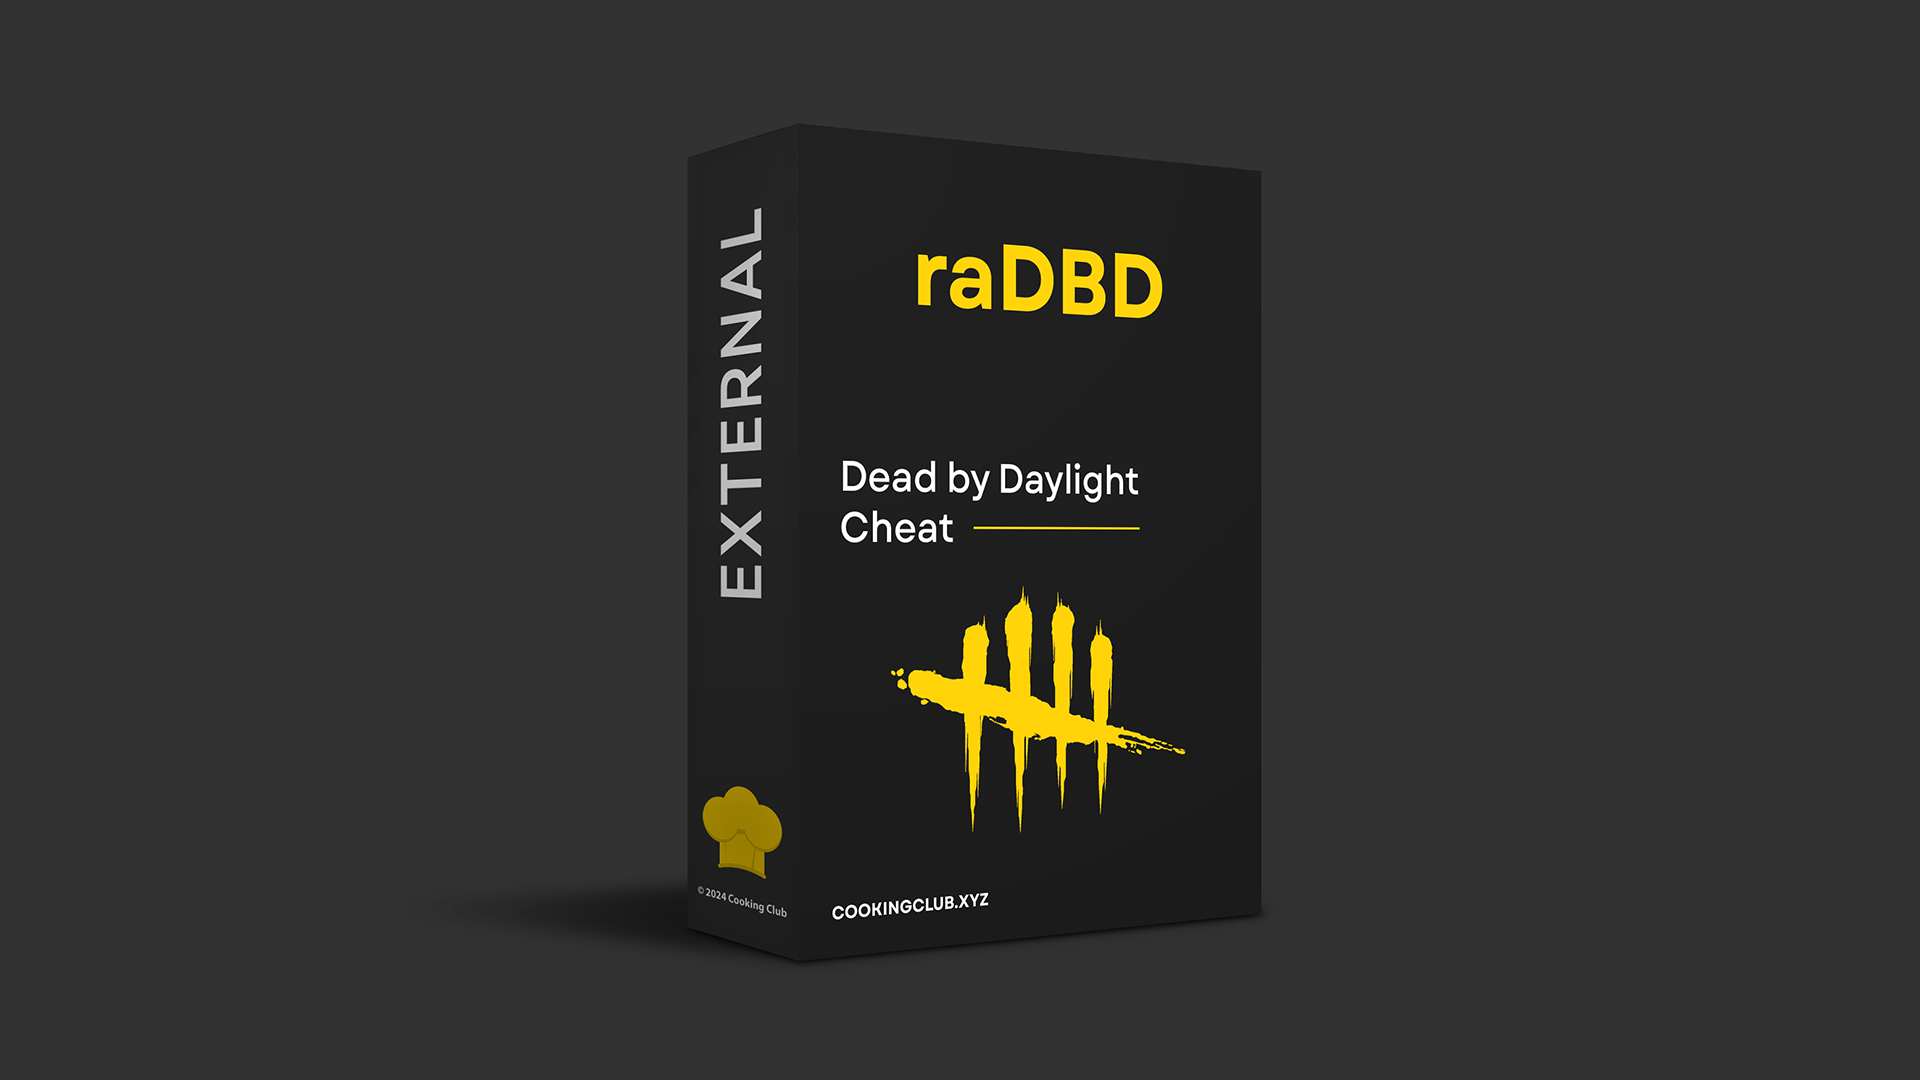 EXTERNAL
© 2024 Cooking Club
raDBD
Dead by Daylight
Cheat
COOKINGCLUB.XYZ